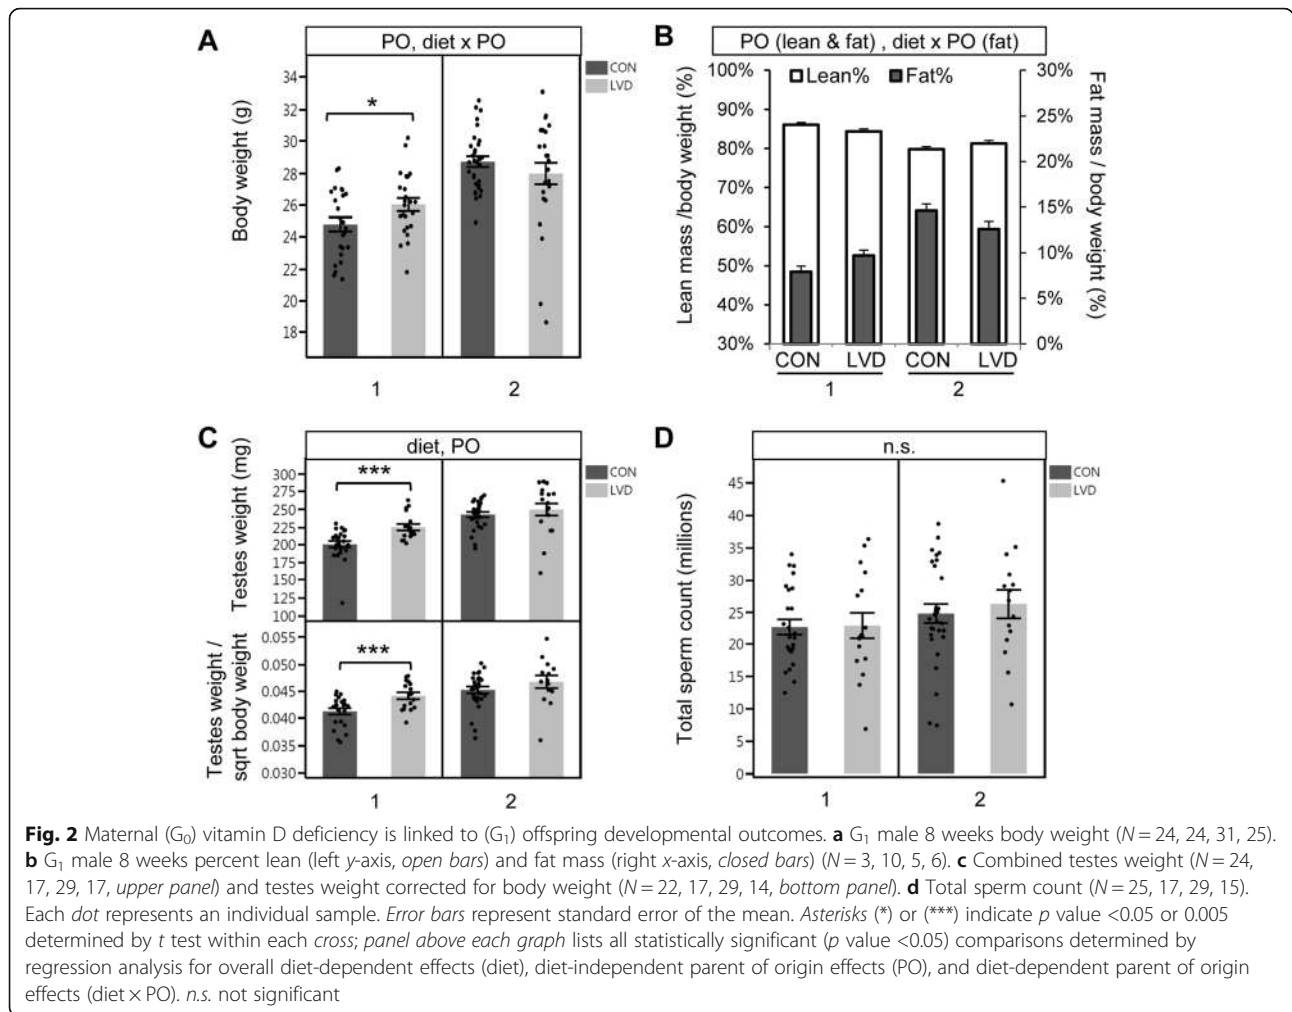 A
PO, diet x PO
CON
LVD
Body weight (g)
34
32
30
28
26
24
22
20
18
*
1
2
B
PO (lean & fat) , diet x PO (fat)
Lean%
Fat%
Lean mass /body weight (%)
100%
90%
80%
70%
60%
50%
40%
30%
Fat mass / body weight (%)
30%
25%
20%
15%
10%
5%
0%
CON LVD CON LVD
1
2
C
diet, PO
CON
LVD
Testes weight (mg)
300
275
250
225
200
175
150
125
100
***
Testes weight /
sqrt body weight
0.055
0.050
0.045
0.040
0.035
0.030
***
1
2
D
n.s.
CON
LVD
Total sperm count (millions)
45
40
35
30
25
20
15
10
5
0
1
2
Fig. 2 Maternal (G0) vitamin D deficiency is linked to (G1) offspring developmental outcomes. a G1 male 8 weeks body weight (N = 24, 24, 31, 25).
b G1 male 8 weeks percent lean (left y-axis, open bars) and fat mass (right x-axis, closed bars) (N = 3, 10, 5, 6). c Combined testes weight (N = 24,
17, 29, 17, upper panel) and testes weight corrected for body weight (N = 22, 17, 29, 14, bottom panel). d Total sperm count (N = 25, 17, 29, 15).
Each dot represents an individual sample. Error bars represent standard error of the mean. Asterisks (*) or (***) indicate p value <0.05 or 0.005
determined by t test within each cross; panel above each graph lists all statistically significant (p value <0.05) comparisons determined by
regression analysis for overall diet-dependent effects (diet), diet-independent parent of origin effects (PO), and diet-dependent parent of origin
effects (diet × PO). n.s. not significant